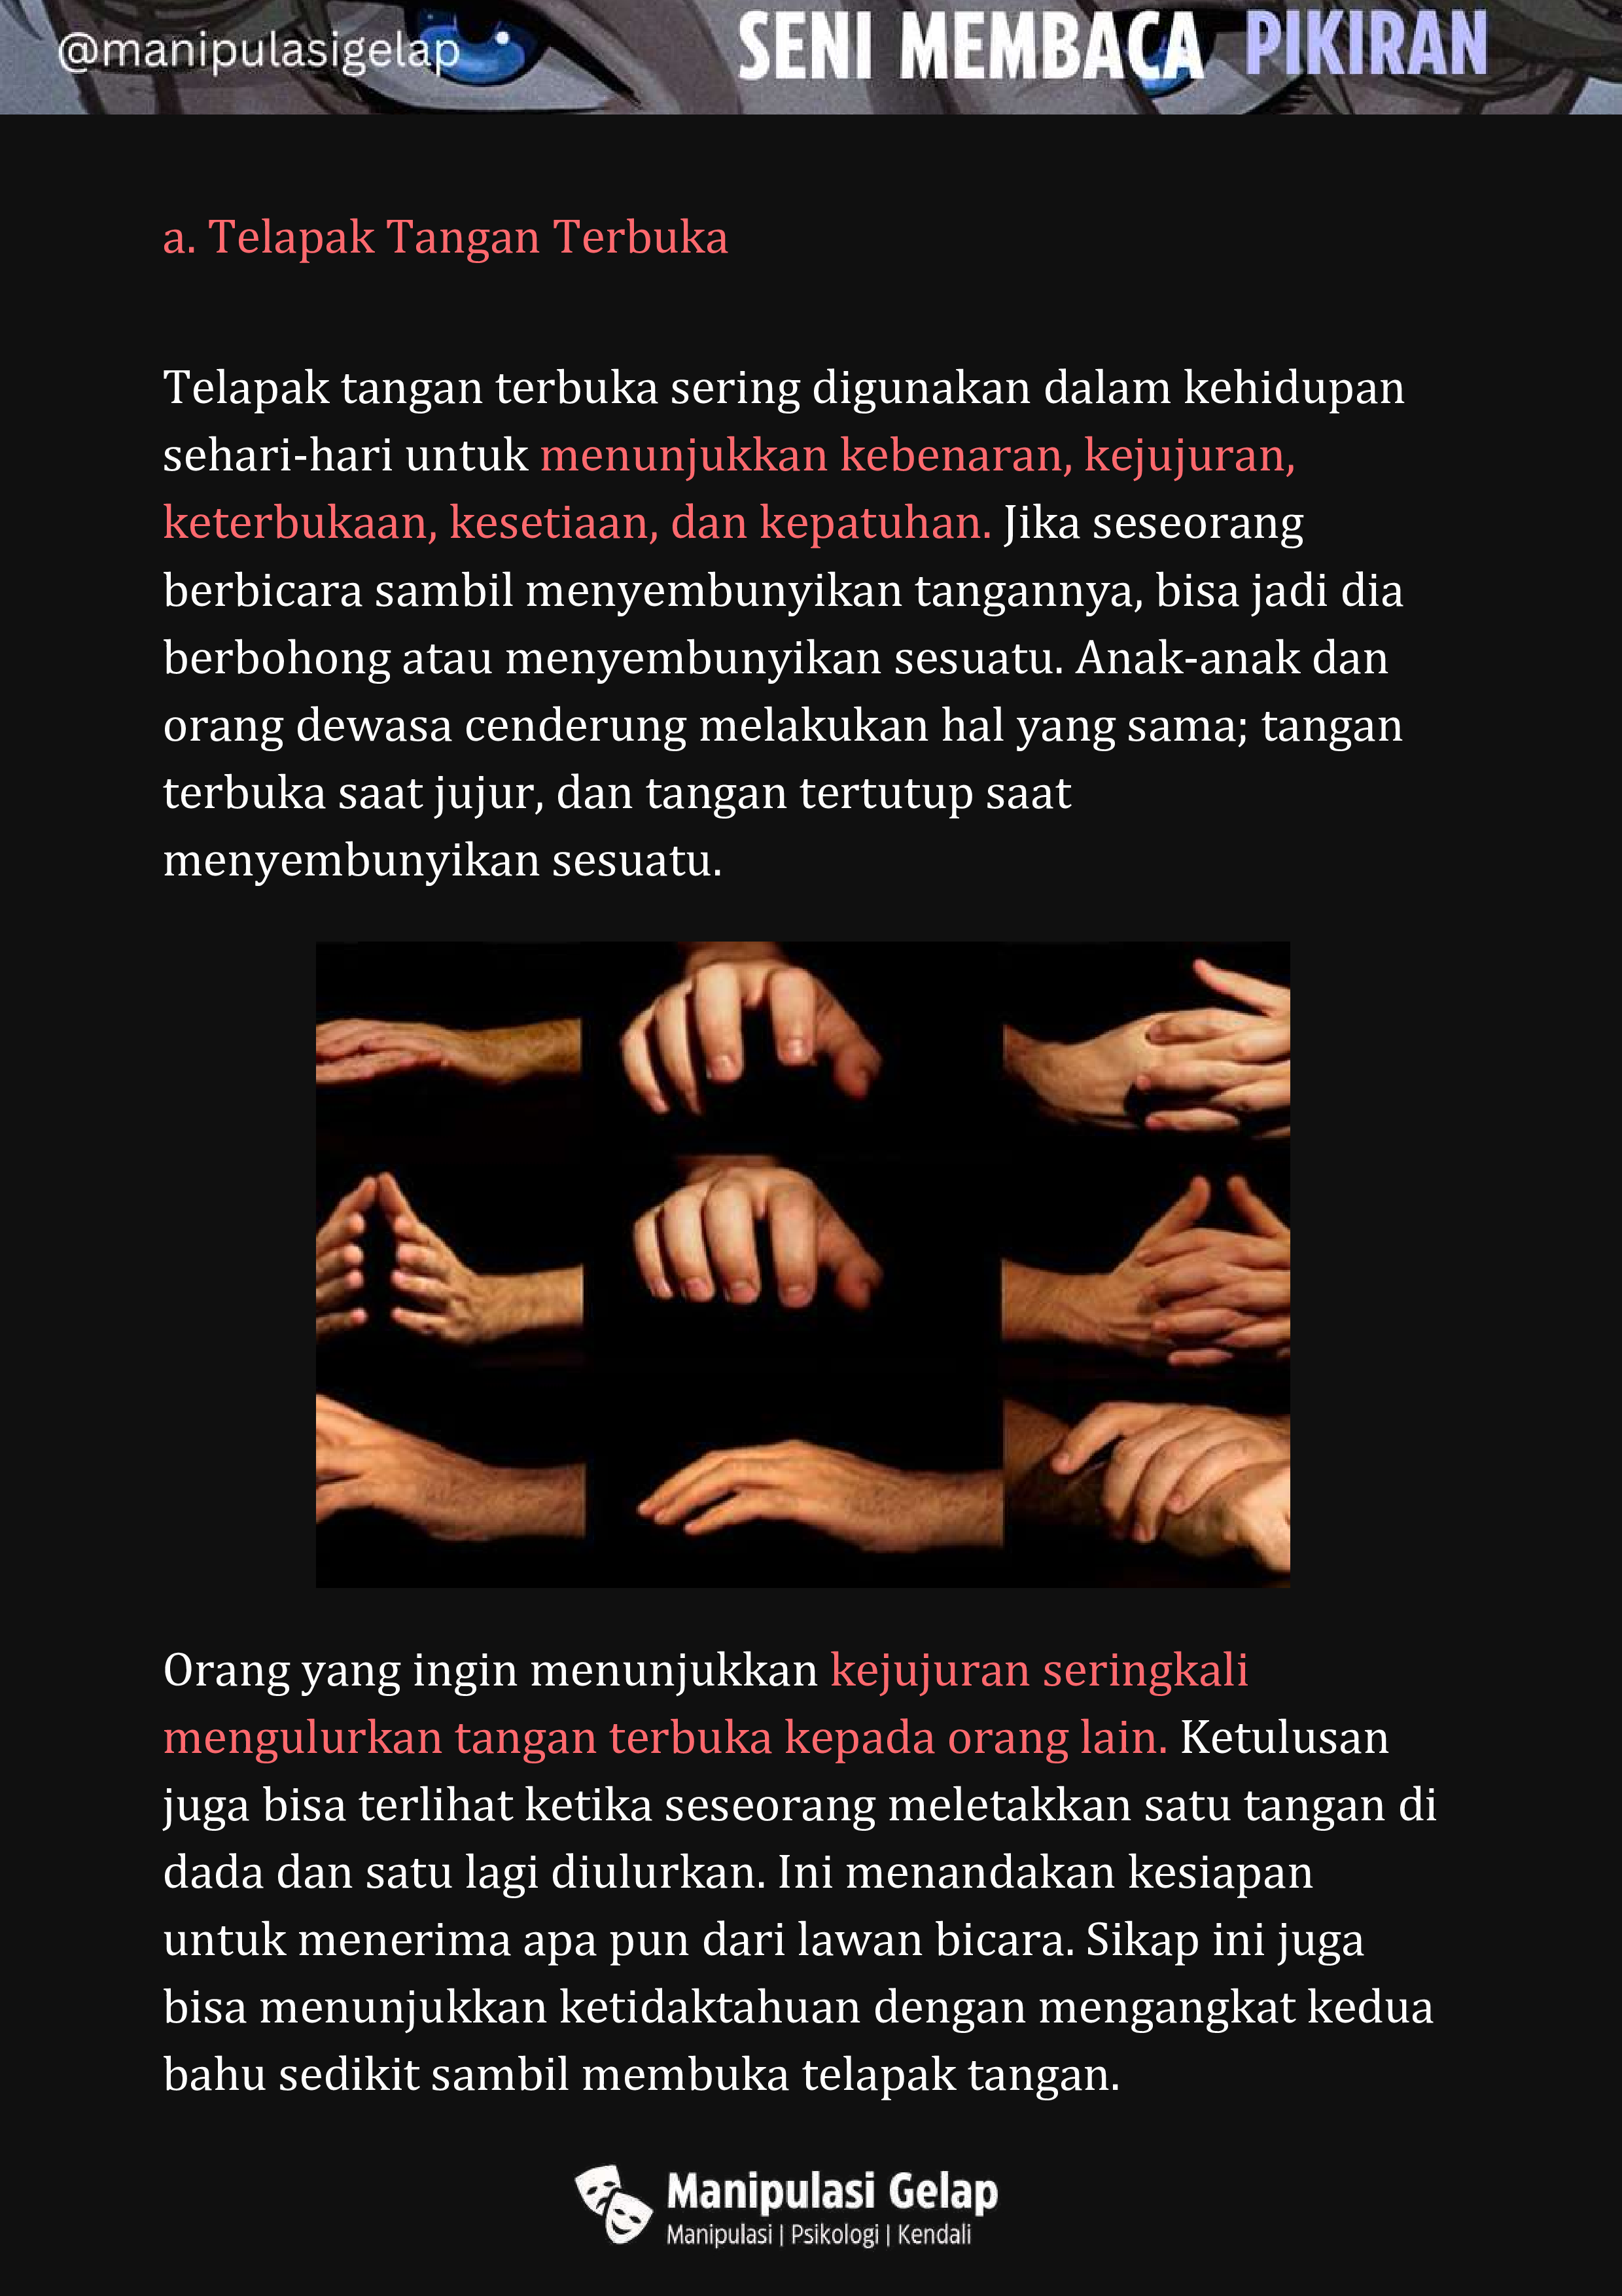 @manipulasigelap
SENI MEMBACA PIKIRAN
a. Telapak Tangan Terbuka
Telapak tangan terbuka sering digunakan dalam kehidupan
sehari-hari untuk menunjukkan kebenaran, kejujuran,
keterbukaan, kesetiaan, dan kepatuhan. Jika seseorang
berbicara sambil menyembunyikan tangannya, bisa jadi dia
berbohong atau menyembunyikan sesuatu. Anak-anak dan
orang dewasa cenderung melakukan hal yang sama; tangan
terbuka saat jujur, dan tangan tertutup saat
menyembunyikan sesuatu.
Orang yang ingin menunjukkan kejujuran seringkali
mengulurkan tangan terbuka kepada orang lain. Ketulusan
juga bisa terlihat ketika seseorang meletakkan satu tangan di
dada dan satu lagi diulurkan. Ini menandakan kesiapan
untuk menerima apa pun dari lawan bicara. Sikap ini juga
bisa menunjukkan ketidaktahuan dengan mengangkat kedua
bahu sedikit sambil membuka telapak tangan.
Manipulasi Gelap
Manipulasi | Psikologi | Kendali